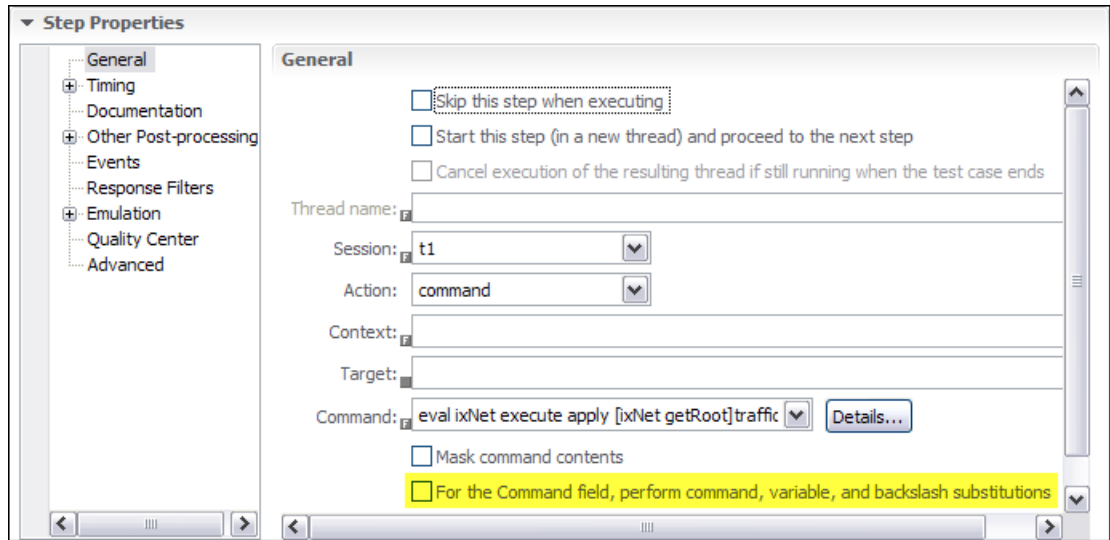 Step Properties
General
Timing
Documentation
Other Post-processing
Events
Response Filters
Emulation
Quality Center
Advanced
General
Skip this step when executing
Start this step (in a new thread) and proceed to the next step
Cancel execution of the resulting thread if still running when the test case ends
Thread name:
Session: t1
Action: command
Context:
Target:
Command: eval ixNet execute apply [ixNet getRoot]traffic Details...
Mask command contents
For the Command field, perform command, variable, and backslash substitutions